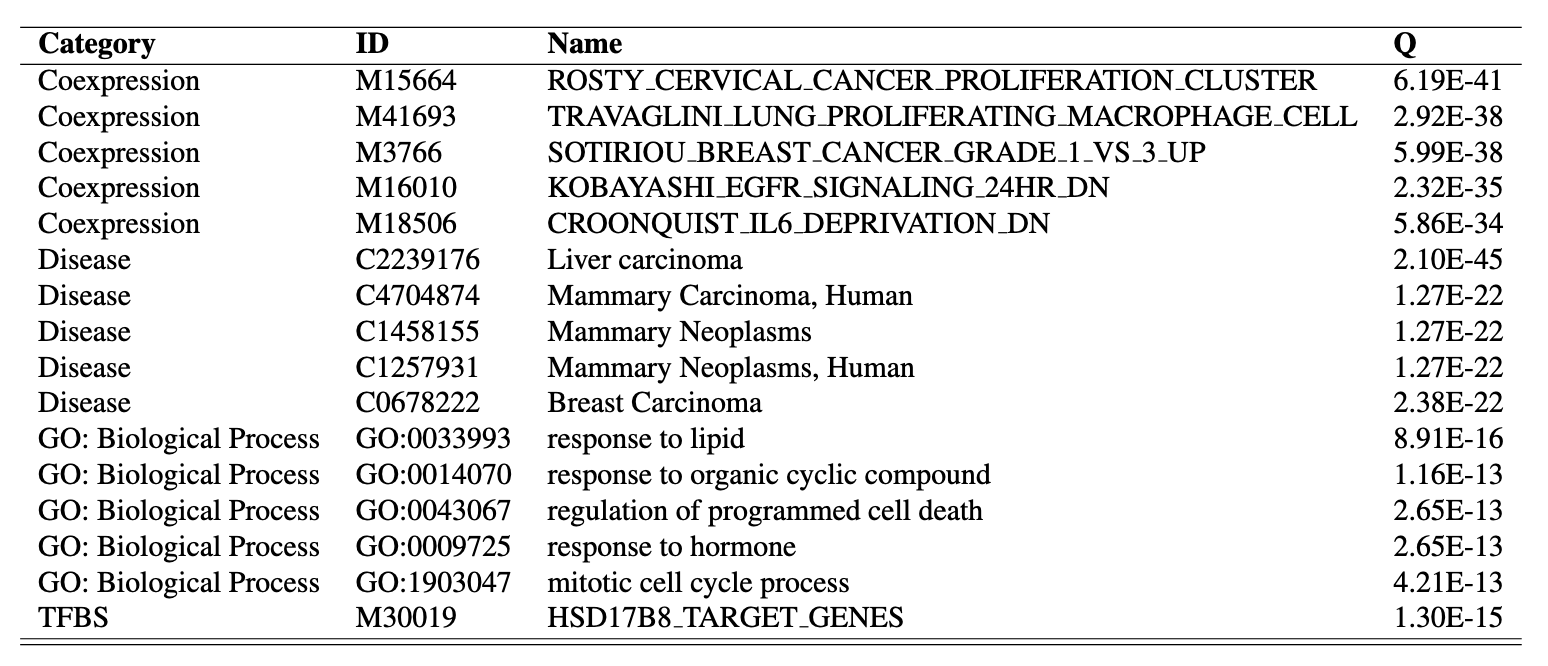 Category ID Name Q
Coexpression M15664 ROSTY_CERVICAL_CANCER_PROLIFERATION_CLUSTER 6.19E-41
Coexpression M41693 TRAVAGLINI_LUNG_PROLIFERATING_MACROPHAGE_CELL 2.92E-38
Coexpression M3766 SOTIRIOU_BREAST_CANCER_GRADE_1_VS_3_UP 5.99E-38
Coexpression M16010 KOBAYASHI_EGFR_SIGNALING_24HR_DN 2.32E-35
Coexpression M18506 CROONQUIST_IL6_DEPRIVATION_DN 5.86E-34
Disease C2239176 Liver carcinoma 2.10E-45
Disease C4704874 Mammary Carcinoma, Human 1.27E-22
Disease C1458155 Mammary Neoplasms 1.27E-22
Disease C1257931 Mammary Neoplasms, Human 1.27E-22
Disease C0678222 Breast Carcinoma 2.38E-22
GO: Biological Process GO:0033993 response to lipid 8.91E-16
GO: Biological Process GO:0014070 response to organic cyclic compound 1.16E-13
GO: Biological Process GO:0043067 regulation of programmed cell death 2.65E-13
GO: Biological Process GO:0009725 response to hormone 2.65E-13
GO: Biological Process GO:1903047 mitotic cell cycle process 4.21E-13
TFBS M30019 HSD17B8_TARGET_GENES 1.30E-15